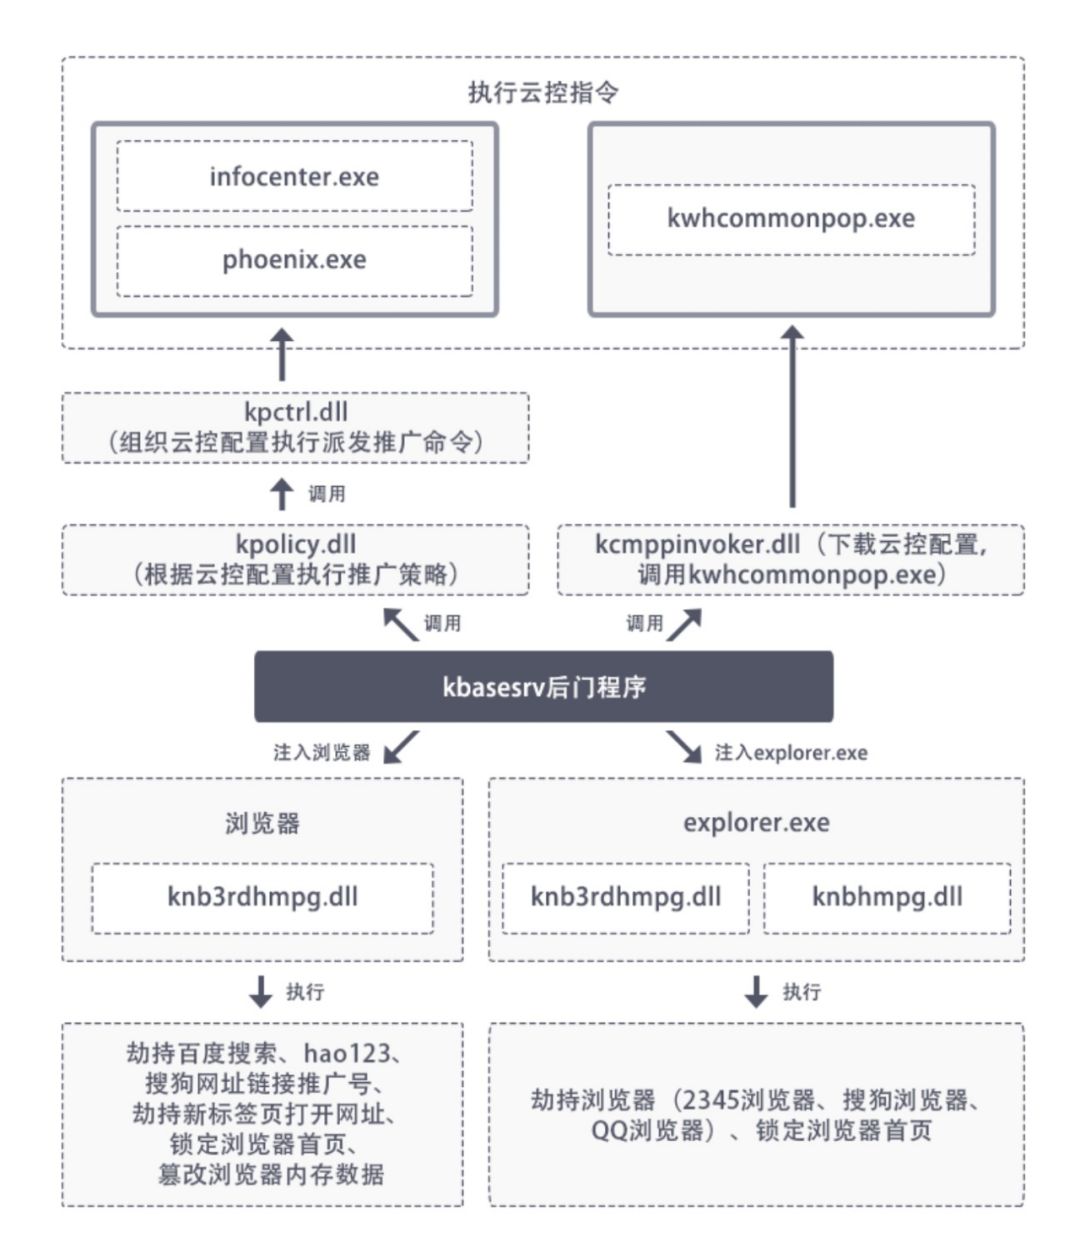 执行云控指令
infocenter.exe
phoenix.exe
kwhcommonpop.exe
kpctrl.dll
（组织云控配置执行派发推广命令）
调用
kpolicy.dll
（根据云控配置执行推广策略）
kcmppinvoker.dll（下载云控配置,
调用kwhcommonpop.exe）
调用
调用
kbasesrv后门程序
注入浏览器
注入explorer.exe
浏览器
knb3rdhmpg.dll
explorer.exe
knb3rdhmpg.dll
knbhmpg.dll
执行
执行
劫持百度搜索、hao123、
搜狗网址链接推广号、
劫持新标签页打开网址、
锁定浏览器首页、
篡改浏览器内存数据
劫持浏览器（2345浏览器、搜狗浏览器、
QQ浏览器）、锁定浏览器首页